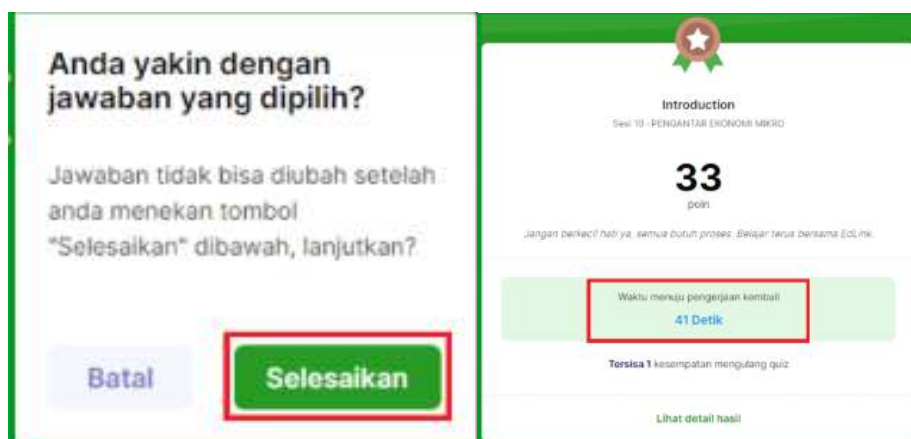 Anda yakin dengan
jawaban yang dipilih?
Jawaban tidak bisa diubah setelah
anda menekan tombol
"Selesaikan" dibawah, lanjutkan?
Batal
Selesaikan
Introduction
Sesi 10 - PENGANTAR EKONOMI MIKRO
33
poin
Jangan berkecil hati ya, semua butuh proses. Belajar terus bersama EdLink.
Waktu menuju pengerjaan kembali
41 Detik
Tersisa 1 kesempatan mengulang quiz
Lihat detail hasil